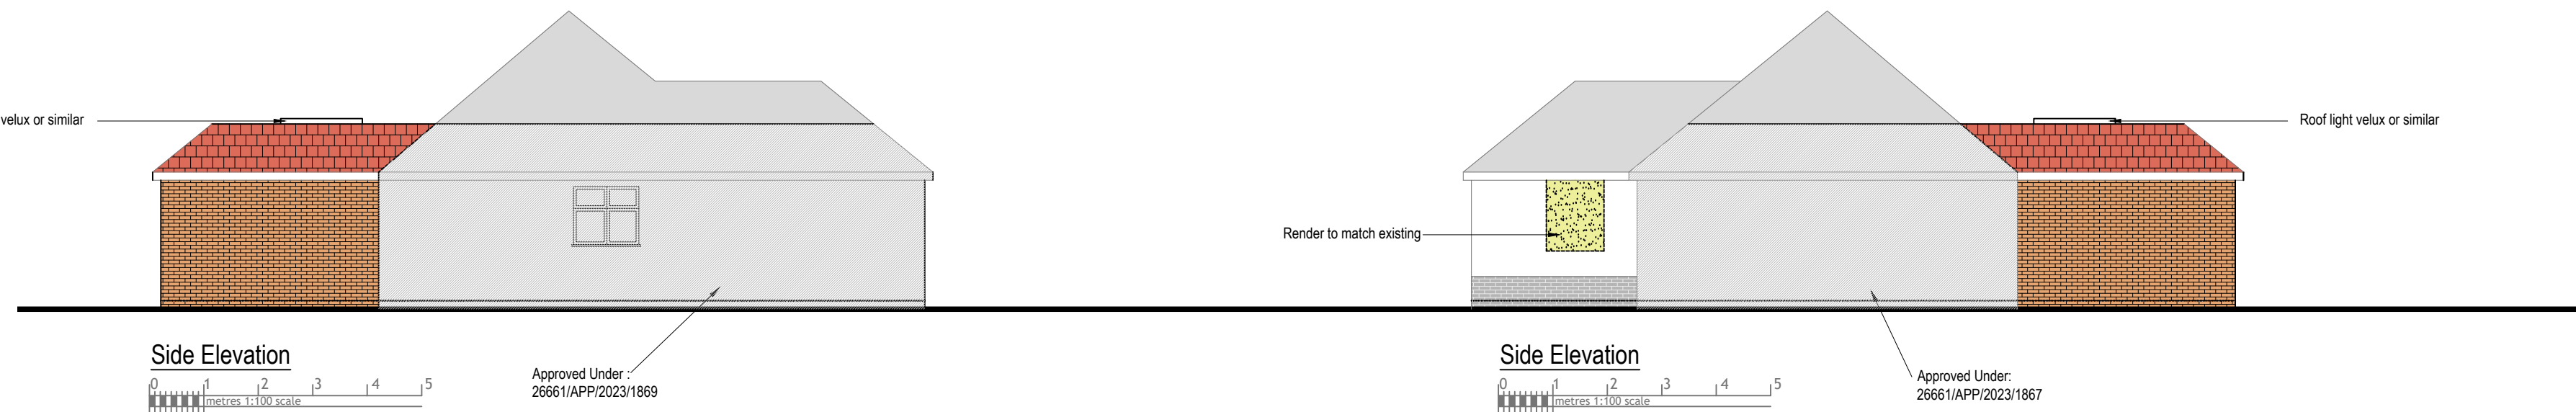 velux or similar
Side Elevation
0 1 2 3 4 5
metres 1:100 scale
Approved Under :
26661/APP/2023/1869
Roof light velux or similar
Render to match existing
Side Elevation
0 1 2 3 4 5
metres 1:100 scale
Approved Under:
26661/APP/2023/1867